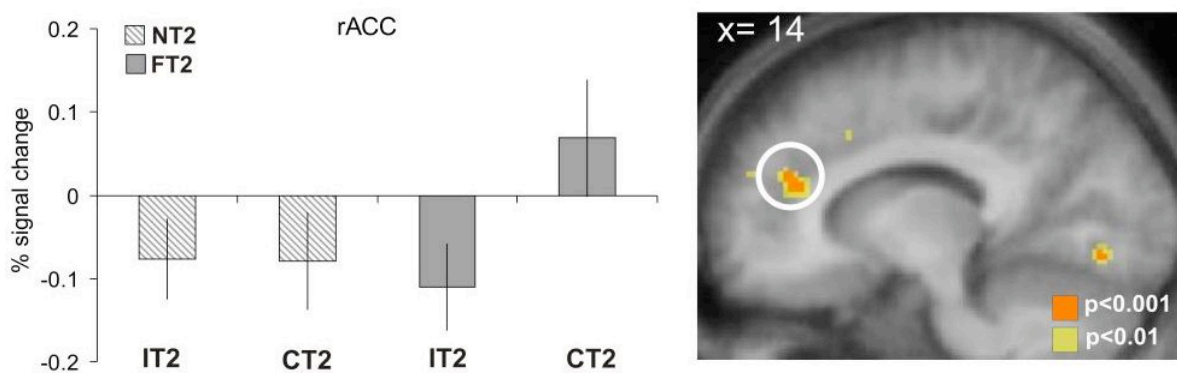 rACC
NT2
FT2
% signal change
0.2
0.1
0
-0.1
-0.2
IT2
CT2
IT2
CT2
x= 14
p<0.001
p<0.01